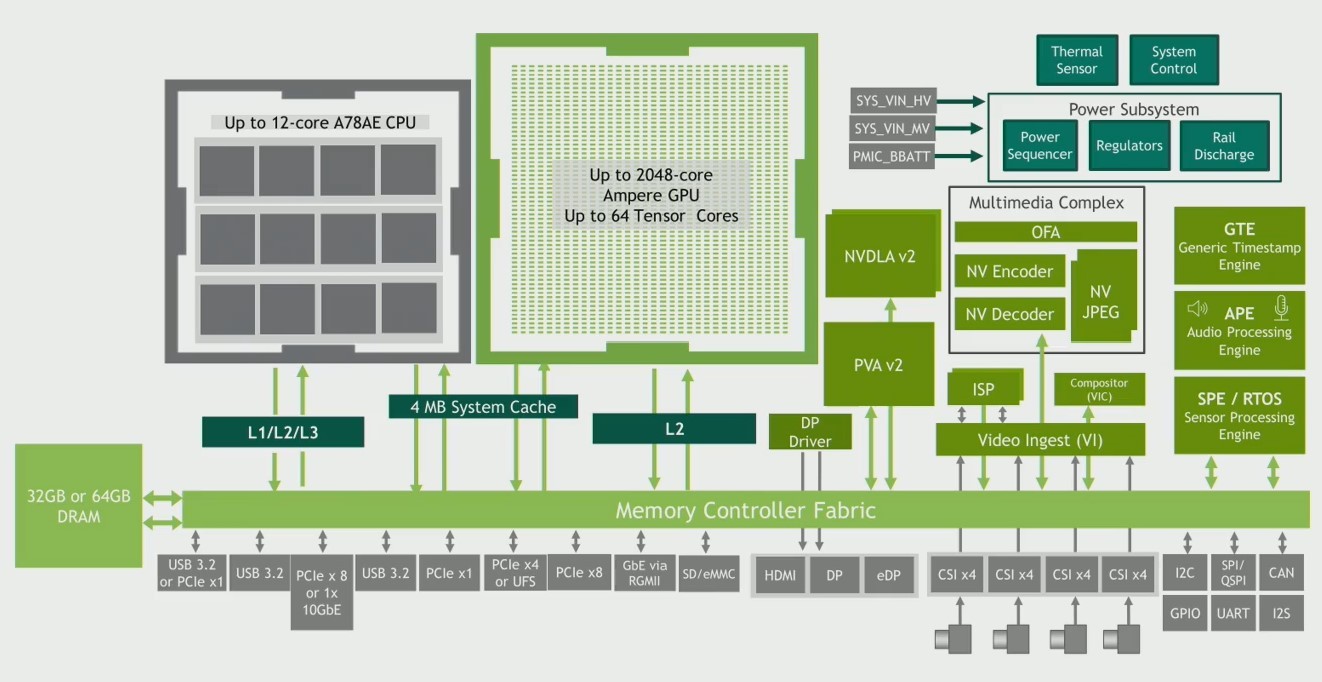 Thermal
Sensor
System
Control
SYS_VIN_HV
SYS_VIN_MV
PMIC_BBATT
Power Subsystem
Power
Sequencer
Regulators
Rail
Discharge
Up to 12-core A78AE CPU
Up to 2048-core
Ampere GPU
Up to 64 Tensor Cores
NVDLA v2
PVA v2
Multimedia Complex
OFA
NV Encoder
NV Decoder
NV
JPEG
GTE
Generic Timestamp
Engine
APE
Audio Processing
Engine
SPE / RTOS
Sensor Processing
Engine
ISP
Compositor
(VIC)
Video Ingest (VI)
L1/L2/L3
4 MB System Cache
L2
DP
Driver
32GB or 64GB
DRAM
Memory Controller Fabric
USB 3.2
or PCIe x1
USB 3.2
PCIe x 8
or 1x
10GbE
USB 3.2
PCIe x1
PCIe x4
or UFS
PCIe x8
GbE via
RGMII
SD/eMMC
HDMI
DP
eDP
CSI x4
CSI x4
CSI x4
CSI x4
I2C
SPI/
QSPI
CAN
GPIO
UART
I2S